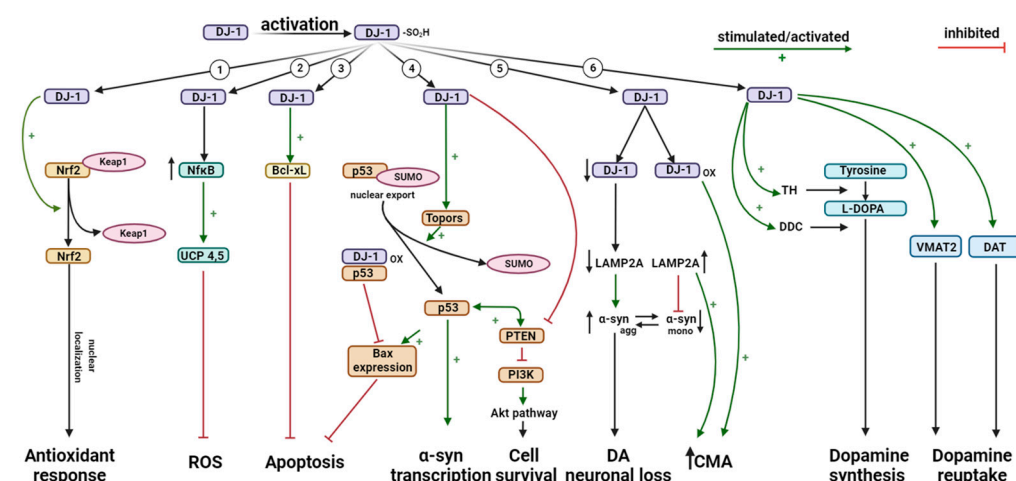 activation
DJ-1
DJ-1 -SO₂H
stimulated/activated
+
inhibited
1
2
3
4
5
6
DJ-1
DJ-1
DJ-1
DJ-1
DJ-1
DJ-1
+
Nrf2
Keap1
Keap1
Nrf2
nuclear
localization
Antioxidant
response
NfκB
+
UCP 4,5
ROS
+
Bcl-xL
Apoptosis
p53
SUMO
nuclear export
+
Topors
+
SUMO
DJ-1 OX
p53
p53
+
PTEN
+
Bax
expression
PI3K
+
Akt pathway
α-syn
transcription
Cell
survival
DJ-1
DJ-1 OX
LAMP2A
LAMP2A
+
α-syn
agg
α-syn
mono
+
DA
neuronal loss
CMA
+
+
+
+
TH
DDC
Tyrosine
L-DOPA
VMAT2
DAT
Dopamine
synthesis
Dopamine
reuptake